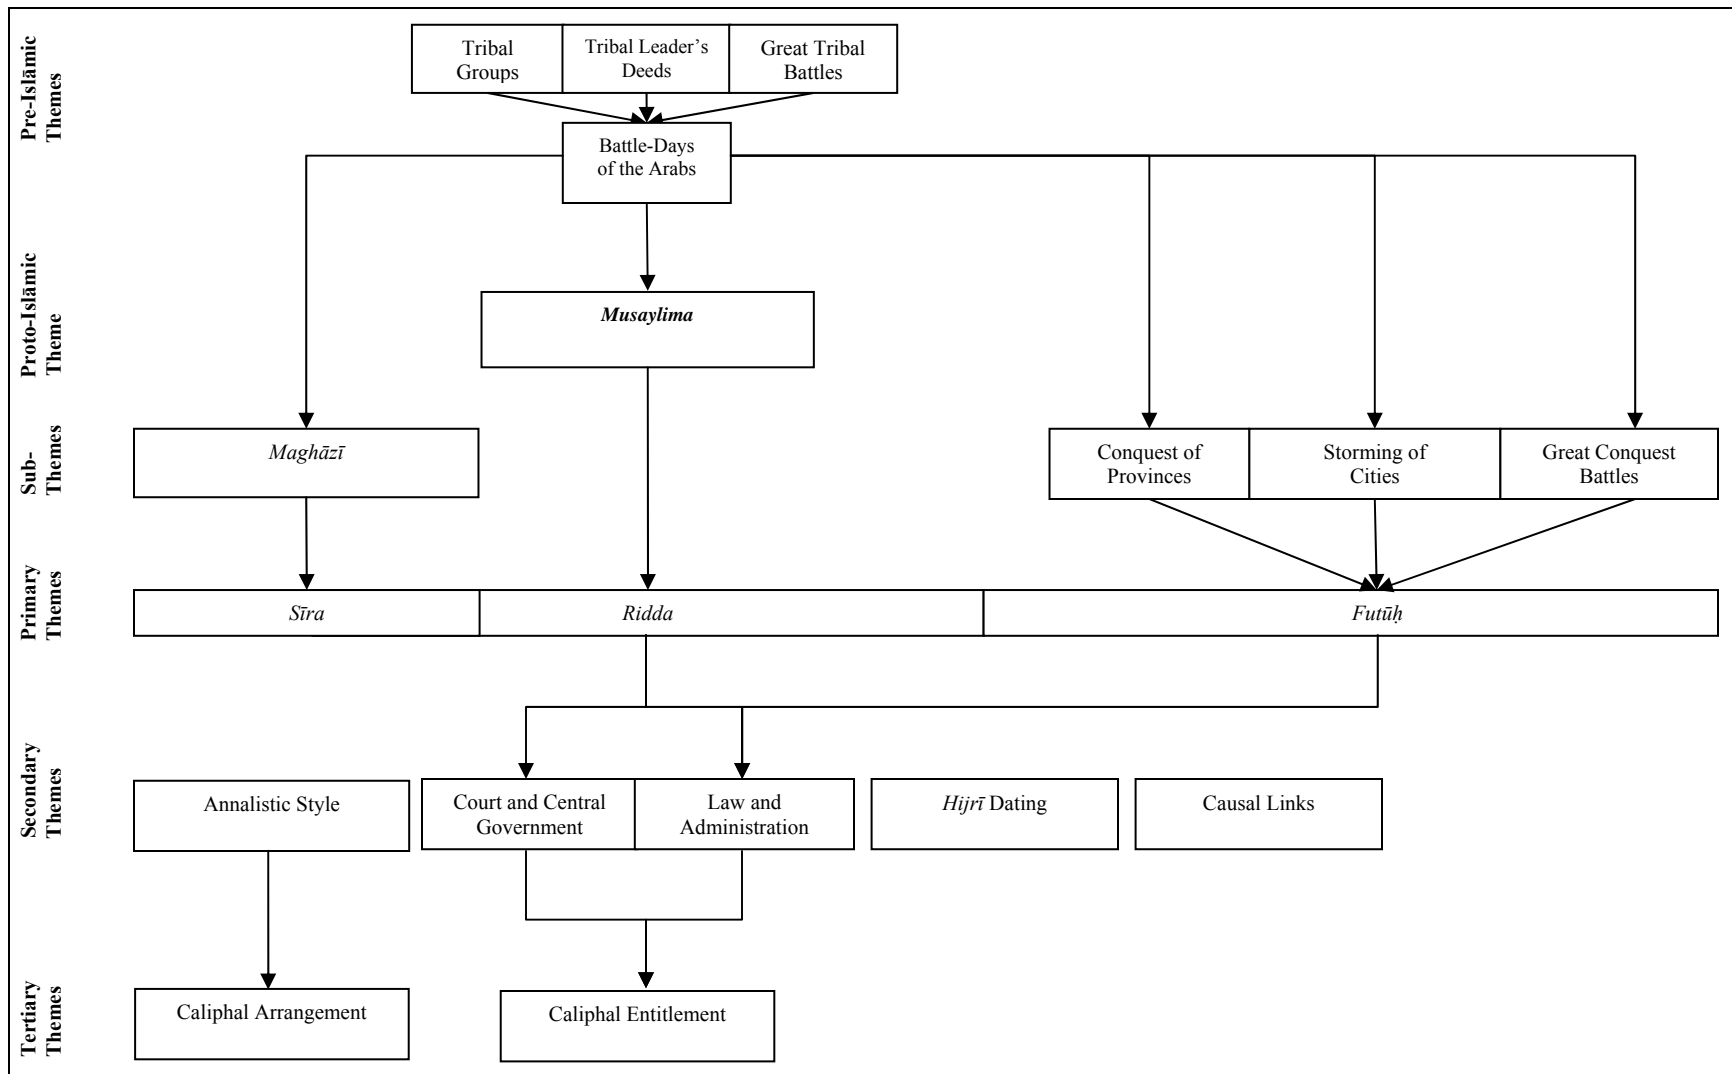 Pre-Islāmic
Themes
Tribal
Groups
Tribal Leader’s
Deeds
Great Tribal
Battles
Battle-Days
of the Arabs
Proto-Islāmic
Theme
Musaylima
Sub-
Themes
Maghāzī
Conquest of
Provinces
Storming of
Cities
Great Conquest
Battles
Primary
Themes
Sīra
Ridda
Futūḥ
Secondary
Themes
Annalistic Style
Court and Central
Government
Law and
Administration
Hijrī Dating
Causal Links
Tertiary
Themes
Caliphal Arrangement
Caliphal Entitlement